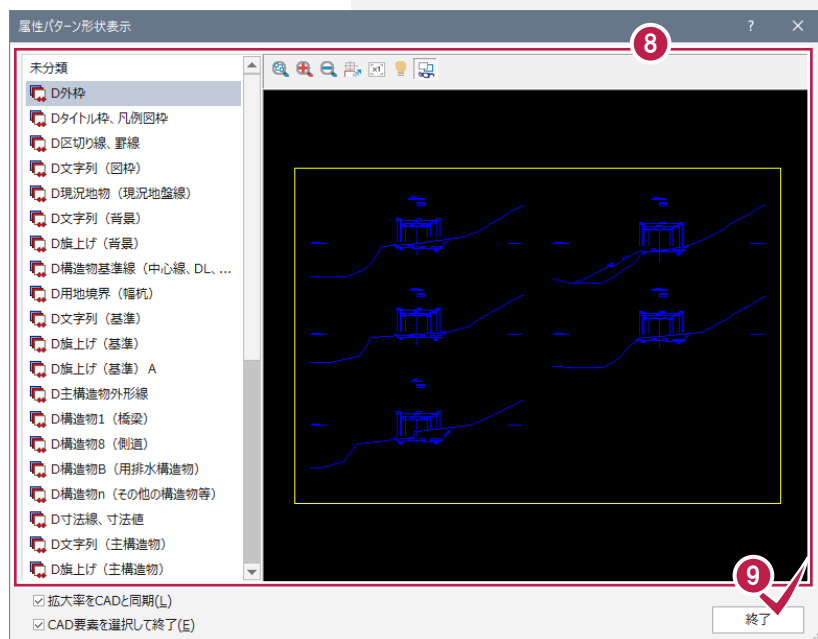 属性パターン形状表示
?
×
8
未分類
D外枠
Dタイトル枠、凡例図枠
D区切り線、罫線
D文字列（図枠）
D現況地物（現況地盤線）
D文字列（背景）
D旗上げ（背景）
D構造物基準線（中心線、DL、...
D用地境界（幅杭）
D文字列（基準）
D旗上げ（基準）
D旗上げ（基準）A
D主構造物外形線
D構造物1（橋梁）
D構造物8（側道）
D構造物B（用排水構造物）
D構造物n（その他の構造物等）
D寸法線、寸法値
D文字列（主構造物）
D旗上げ（主構造物）
×1
9
拡大率をCADと同期(L)
CAD要素を選択して終了(E)
終了